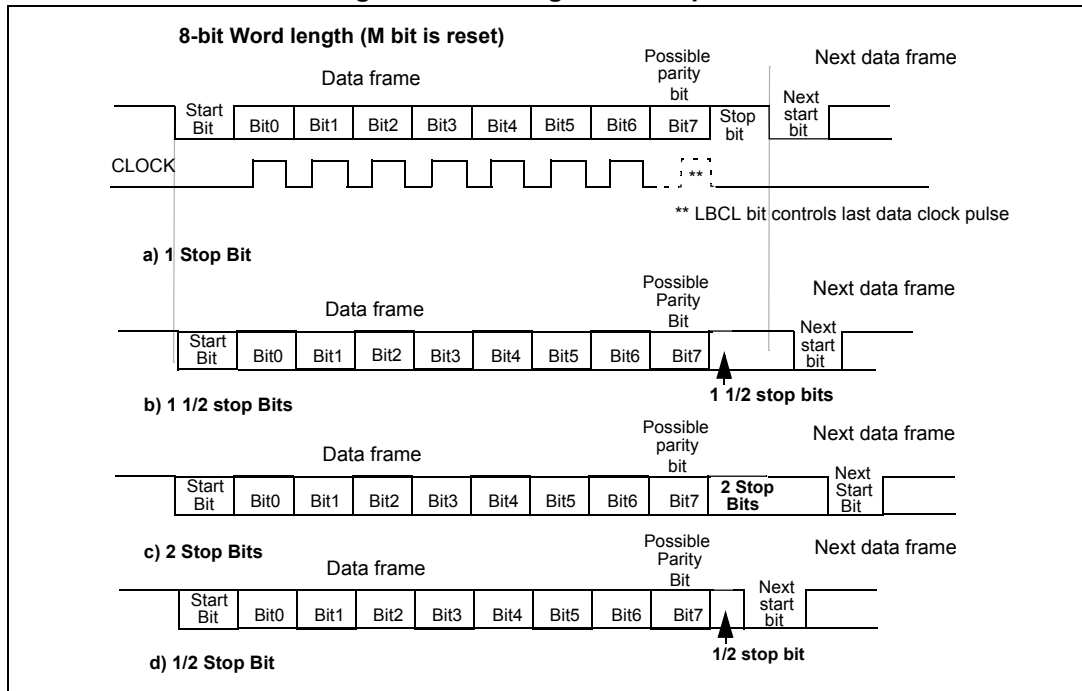 8-bit Word length (M bit is reset)
Possible parity bit
Next data frame
Data frame
Start Bit Bit0 Bit1 Bit2 Bit3 Bit4 Bit5 Bit6 Bit7 Stop bit Next start bit
CLOCK
**
** LBCL bit controls last data clock pulse
a) 1 Stop Bit
Possible Parity Bit
Next data frame
Data frame
Start Bit Bit0 Bit1 Bit2 Bit3 Bit4 Bit5 Bit6 Bit7 Next start bit
1 1/2 stop bits
b) 1 1/2 stop Bits
Possible parity bit
Next data frame
Data frame
Start Bit Bit0 Bit1 Bit2 Bit3 Bit4 Bit5 Bit6 Bit7 2 Stop Bits Next Start Bit
c) 2 Stop Bits
Possible Parity Bit
Next data frame
Data frame
Start Bit Bit0 Bit1 Bit2 Bit3 Bit4 Bit5 Bit6 Bit7 Next start bit
1/2 stop bit
d) 1/2 Stop Bit